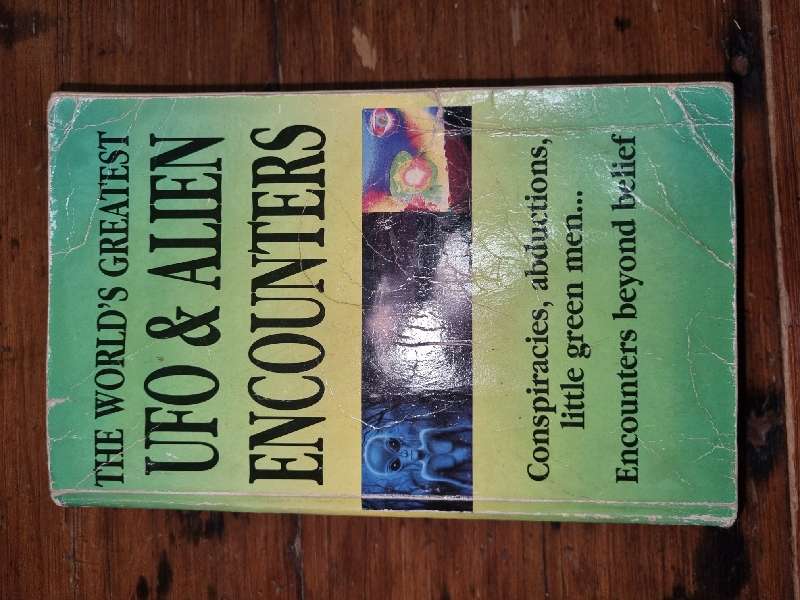 THE WORLD'S GREATEST
UFO & ALIEN
ENCOUNTERS
Conspiracies, abductions,
little green men...
Encounters beyond belief